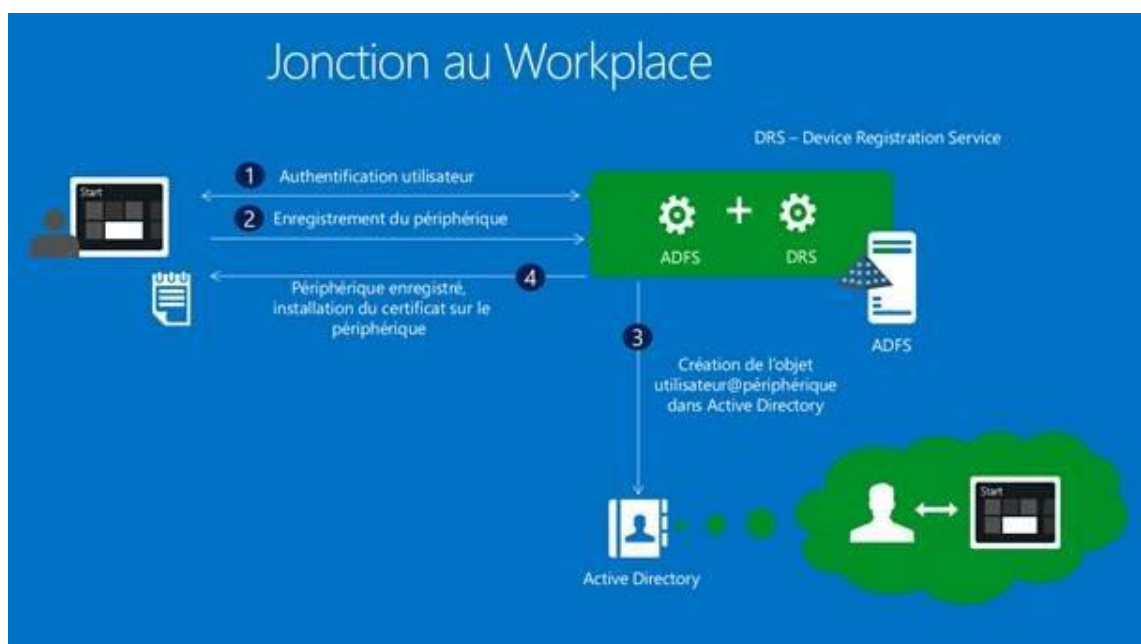 Jonction au Workplace
DRS – Device Registration Service
Start
1 Authentification utilisateur
2 Enregistrement du périphérique
ADFS + DRS
4
Périphérique enregistré,
installation du certificat sur le
périphérique
3
ADFS
Création de l'objet
utilisateur@périphérique
dans Active Directory
Start
Active Directory